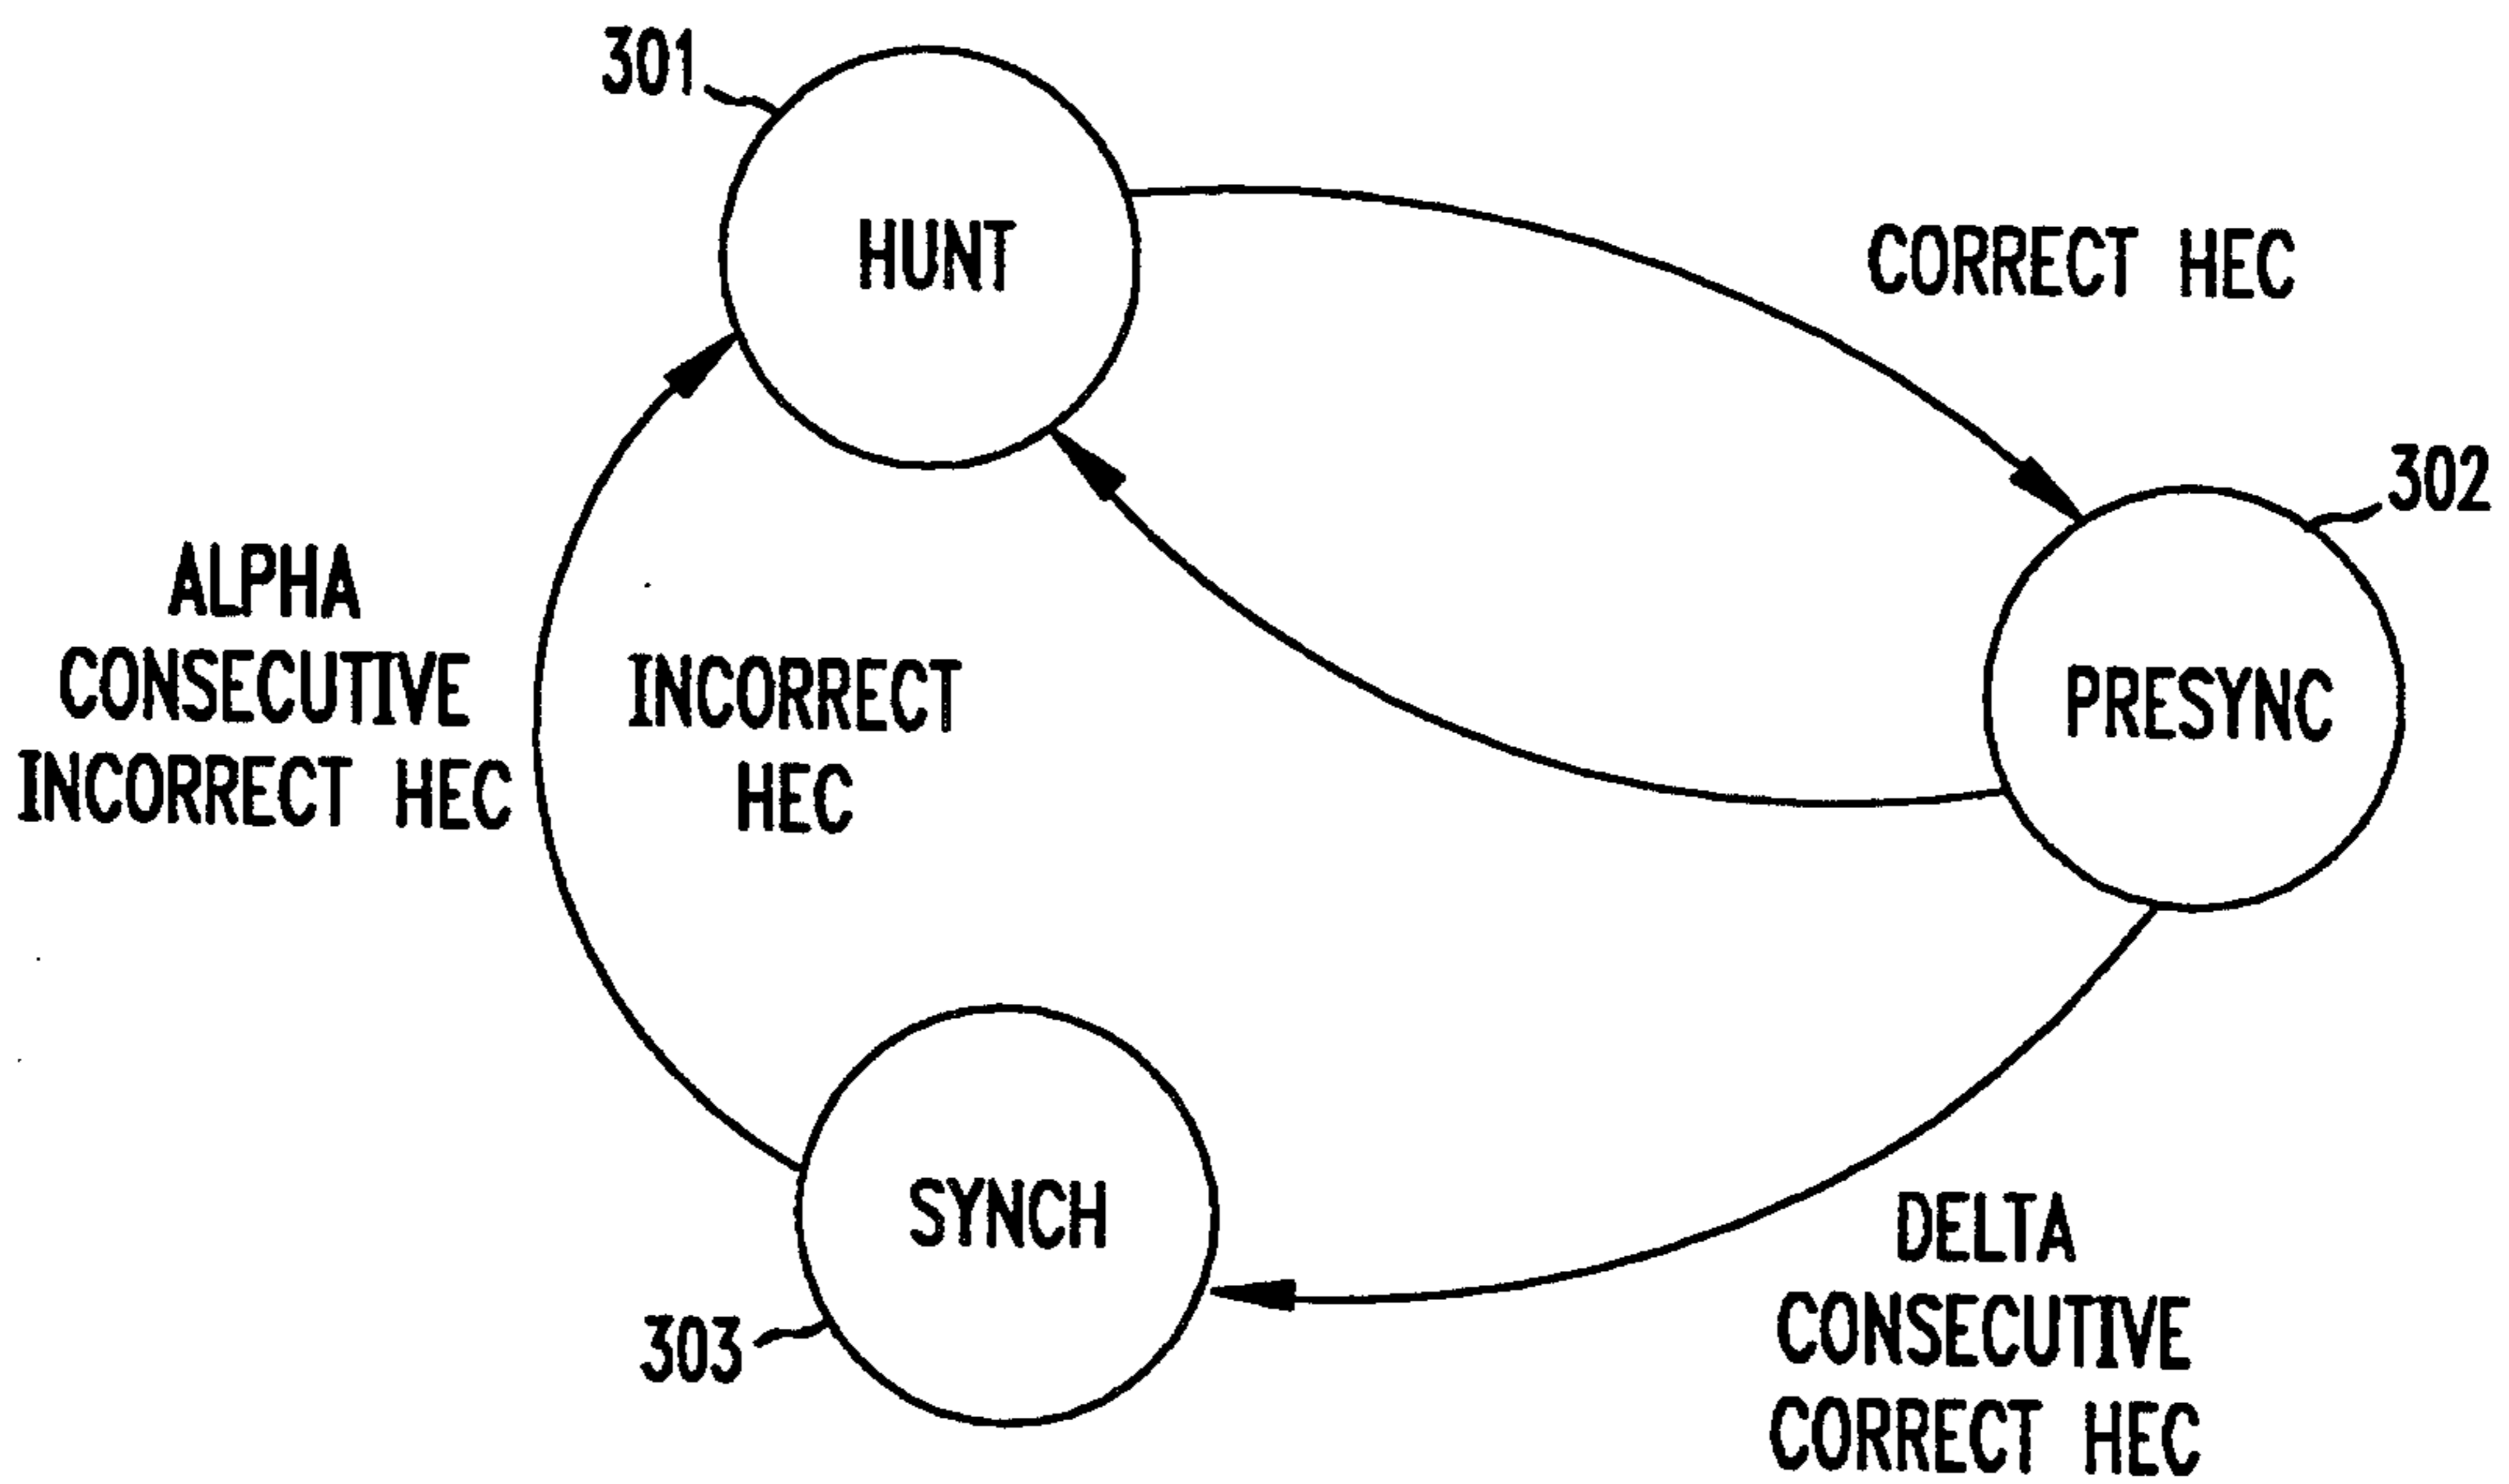 301
HUNT
CORRECT HEC
302
PRESYNC
ALPHA
CONSECUTIVE
INCORRECT HEC
INCORRECT
HEC
SYNCH
303
DELTA
CONSECUTIVE
CORRECT HEC